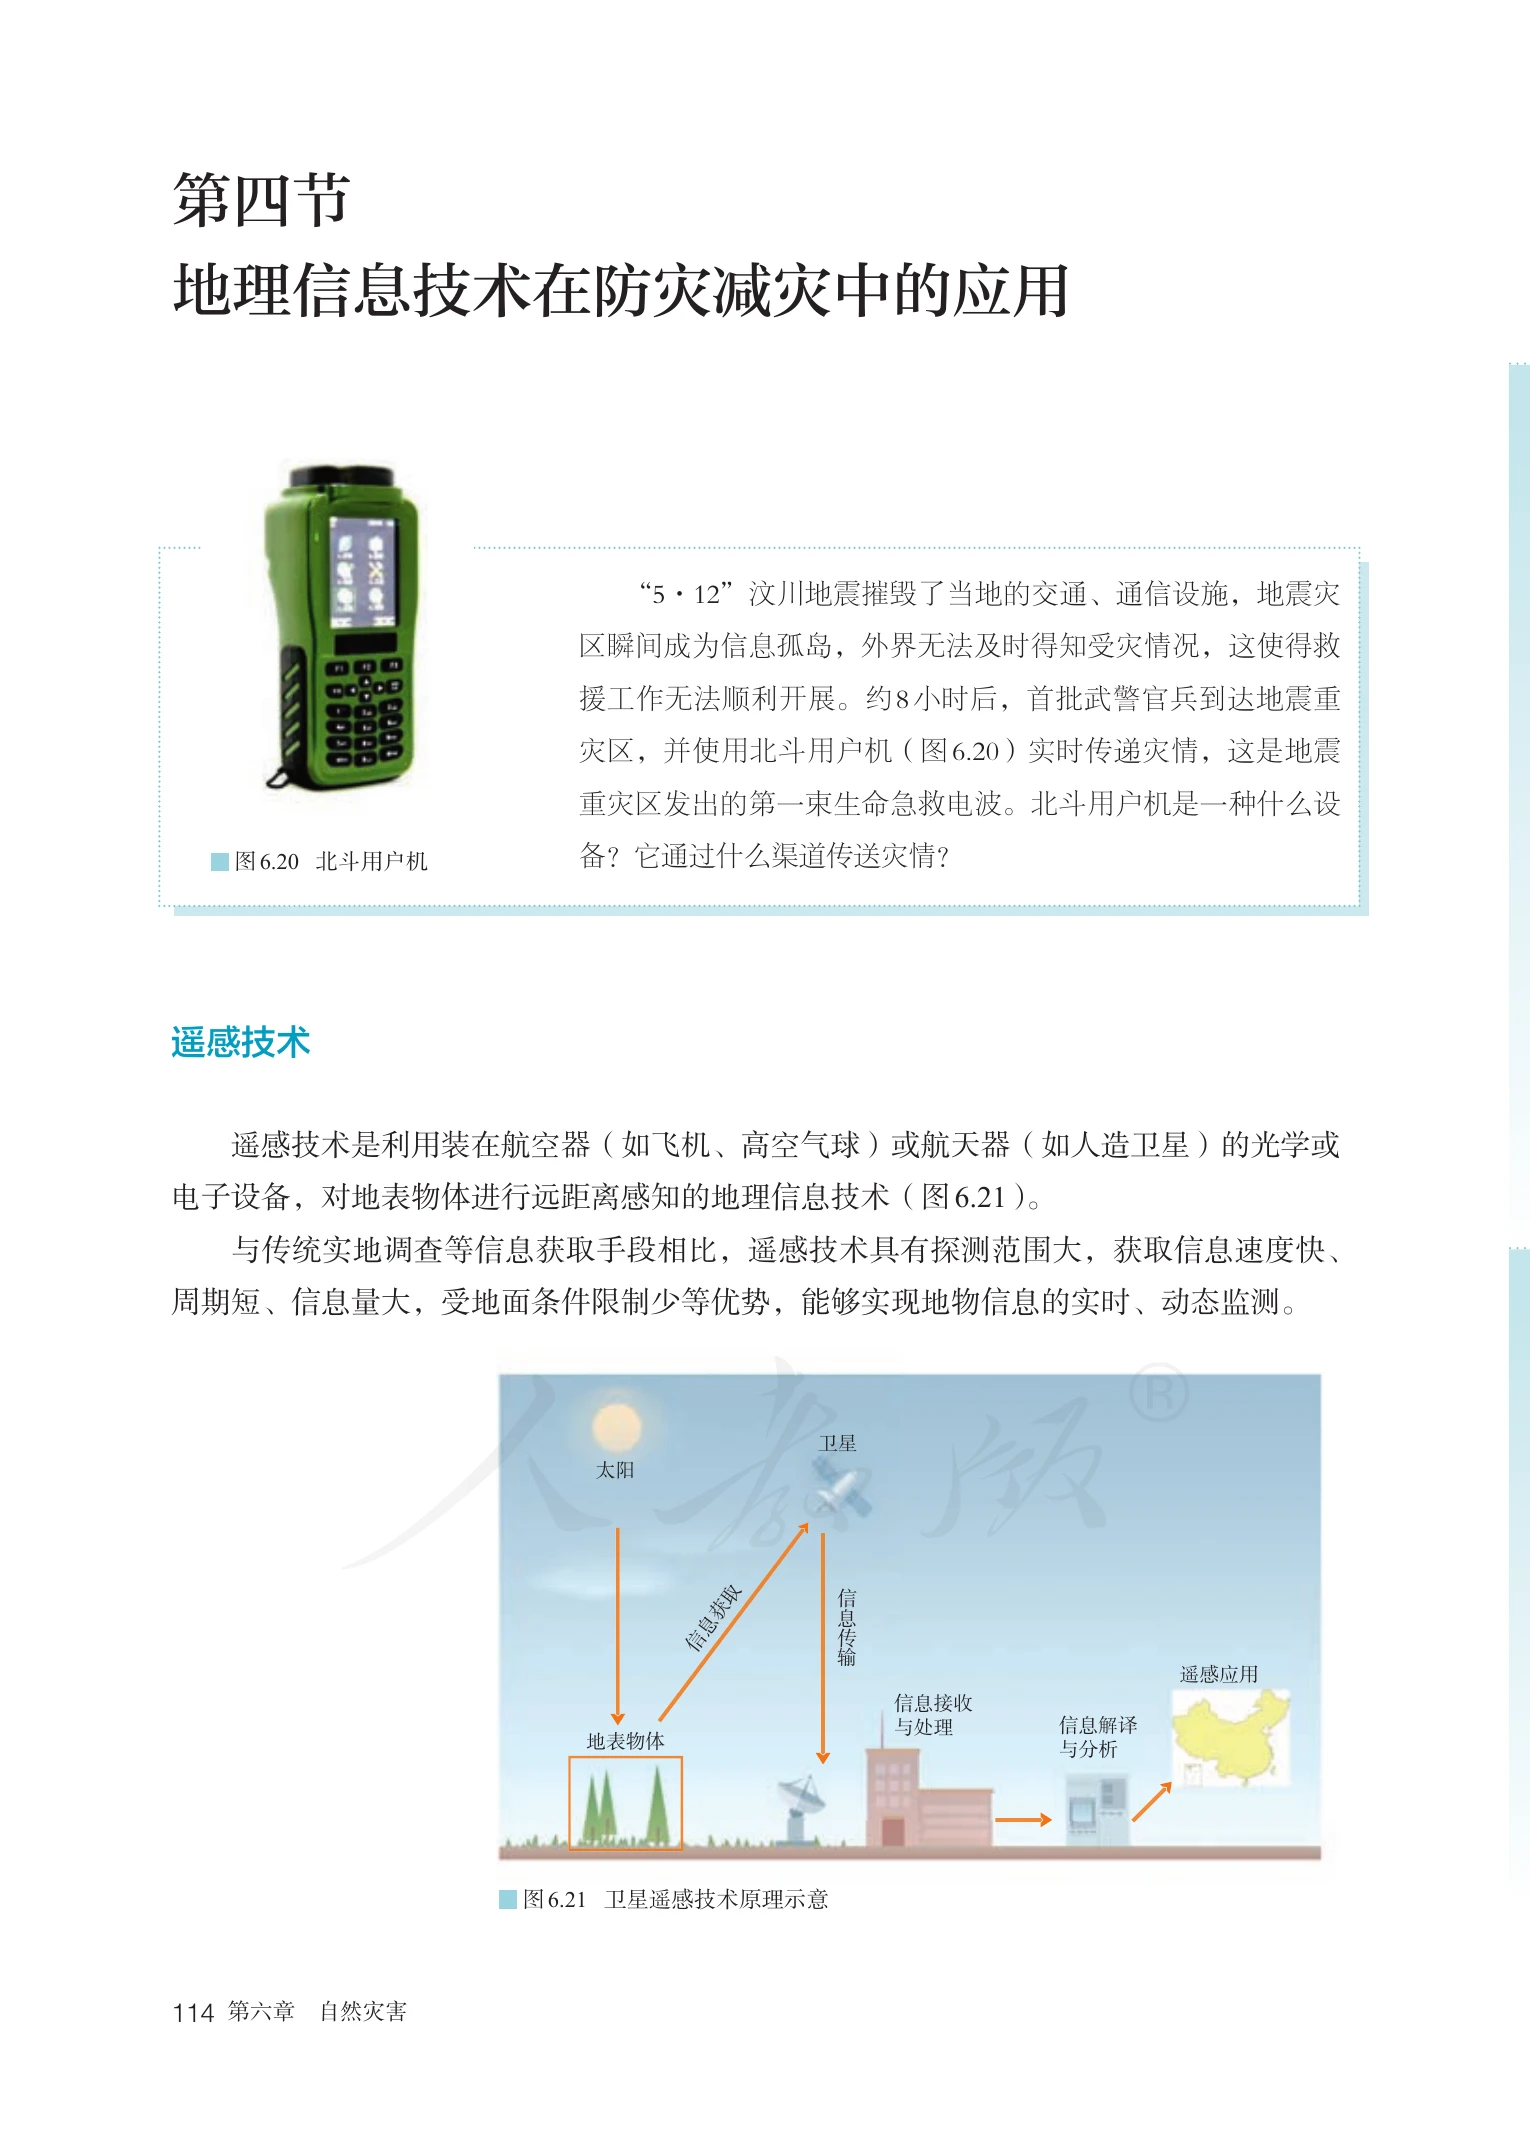 第四节
地理信息技术在防灾减灾中的应用
“5·12”汶川地震摧毁了当地的交通、通信设施，地震灾
区瞬间成为信息孤岛，外界无法及时得知受灾情况，这使得救
援工作无法顺利开展。约8小时后，首批武警官兵到达地震重
灾区，并使用北斗用户机（图6.20）实时传递灾情，这是地震
重灾区发出的第一束生命急救电波。北斗用户机是一种什么设
备？它通过什么渠道传送灾情？
图6.20 北斗用户机
遥感技术
遥感技术是利用装在航空器（如飞机、高空气球）或航天器（如人造卫星）的光学或
电子设备，对地表物体进行远距离感知的地理信息技术（图6.21）。
与传统实地调查等信息获取手段相比，遥感技术具有探测范围大，获取信息速度快、
周期短、信息量大，受地面条件限制少等优势，能够实现地物信息的实时、动态监测。
人教版®
太阳
卫星
信息获取
信息传输
地表物体
信息接收
与处理
信息解译
与分析
遥感应用
图6.21 卫星遥感技术原理示意
114 第六章 自然灾害